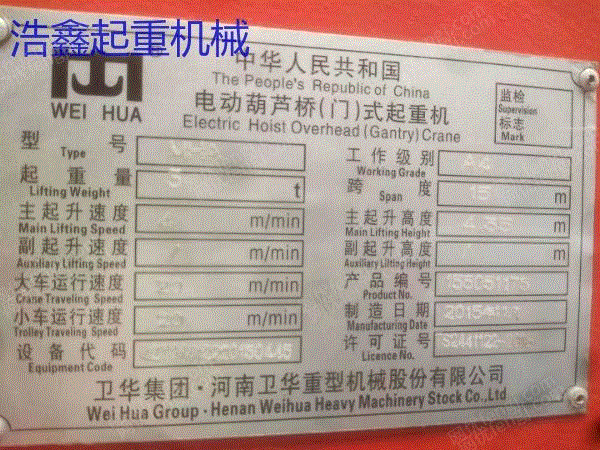 浩鑫起重机械
WEI HUA
中华人民共和国
The People's Republic of China
电动葫芦桥(门)式起重机
Electric Hoist Overhead (Gantry) Crane
监检
Supervision
标志
Mark
型号
Type
工作级别
Working Grade
起重量 5 t
Lifting Weight
跨度 m
Span
主起升速度 m/min
Main Lifting Speed
主起升高度 m
Main Lifting Height
副起升速度 / m/min
Auxiliary Lifting Speed
副起升高度 m
Auxiliary Lifting Height
大车运行速度 20 m/min
Crane Traveling Speed
产品编号
Product No.
小车运行速度 20 m/min
Trolley Traveling Speed
制造日期 2015年
Manufacturing Date
设备代码
Equipment Code
许可证号
Licence No.
卫华集团·河南卫华重型机械股份有限公司
Wei Hua Group·Henan Weihua Heavy Machinery Stock Co.,Ltd